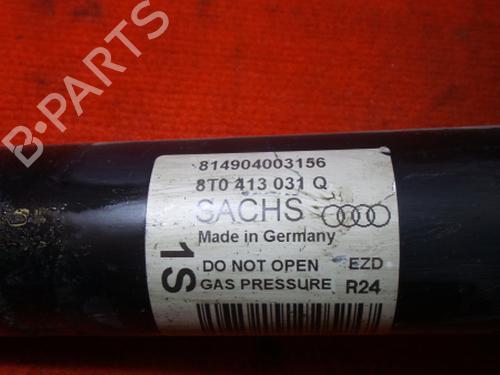 B-PARTS
814904003156
8T0 413 031 Q
SACHS
Made in Germany
1S
DO NOT OPEN EZD
GAS PRESSURE R24